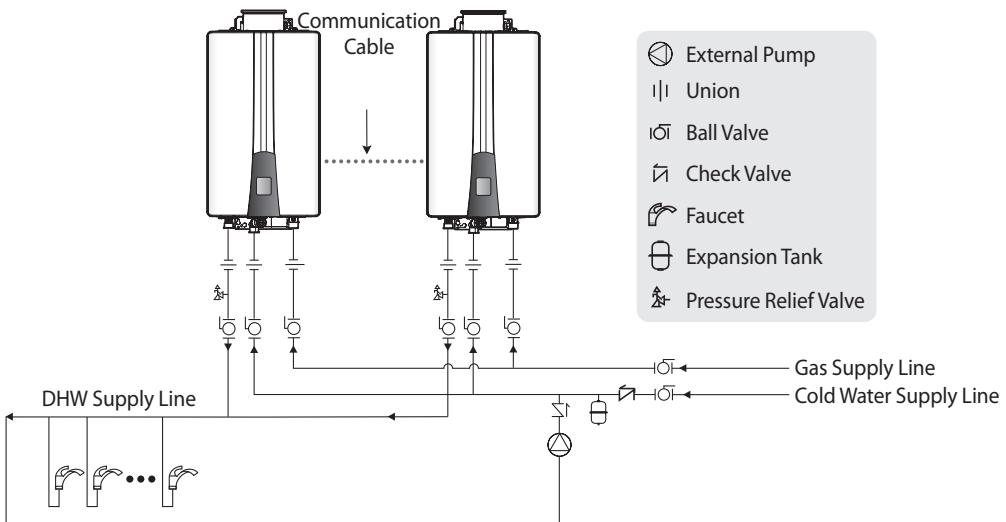 Communication
Cable
External Pump
Union
Ball Valve
Check Valve
Faucet
Expansion Tank
Pressure Relief Valve
Gas Supply Line
Cold Water Supply Line
DHW Supply Line